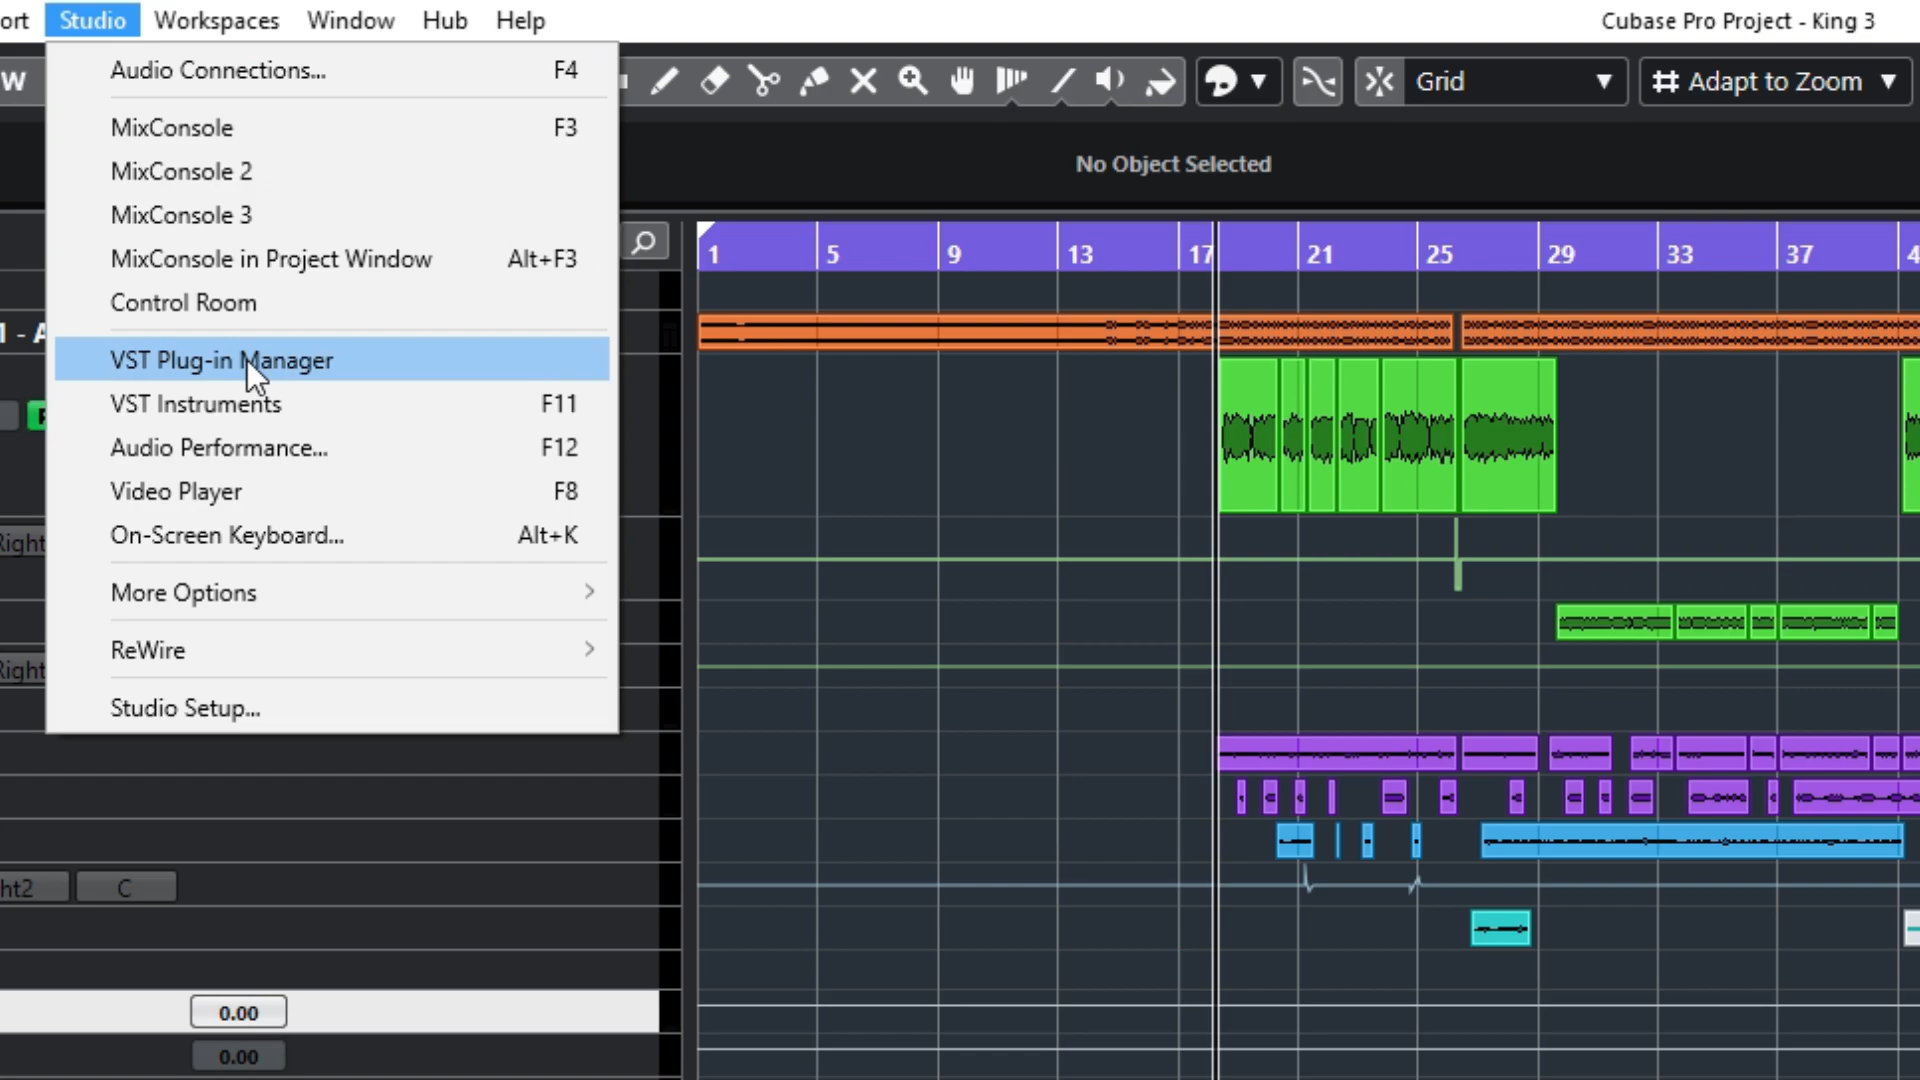 ort Studio Workspaces Window Hub Help Cubase Pro Project - King 3
W Grid Adapt to Zoom
Audio Connections... F4
MixConsole F3
MixConsole 2
MixConsole 3
MixConsole in Project Window Alt+F3
Control Room
VST Plug-in Manager
VST Instruments F11
Audio Performance... F12
Video Player F8
On-Screen Keyboard... Alt+K
More Options
ReWire
Studio Setup...
No Object Selected
1 5 9 13 17 21 25 29 33 37 4
1 - A
Right
Right
ht2 C
0.00
0.00